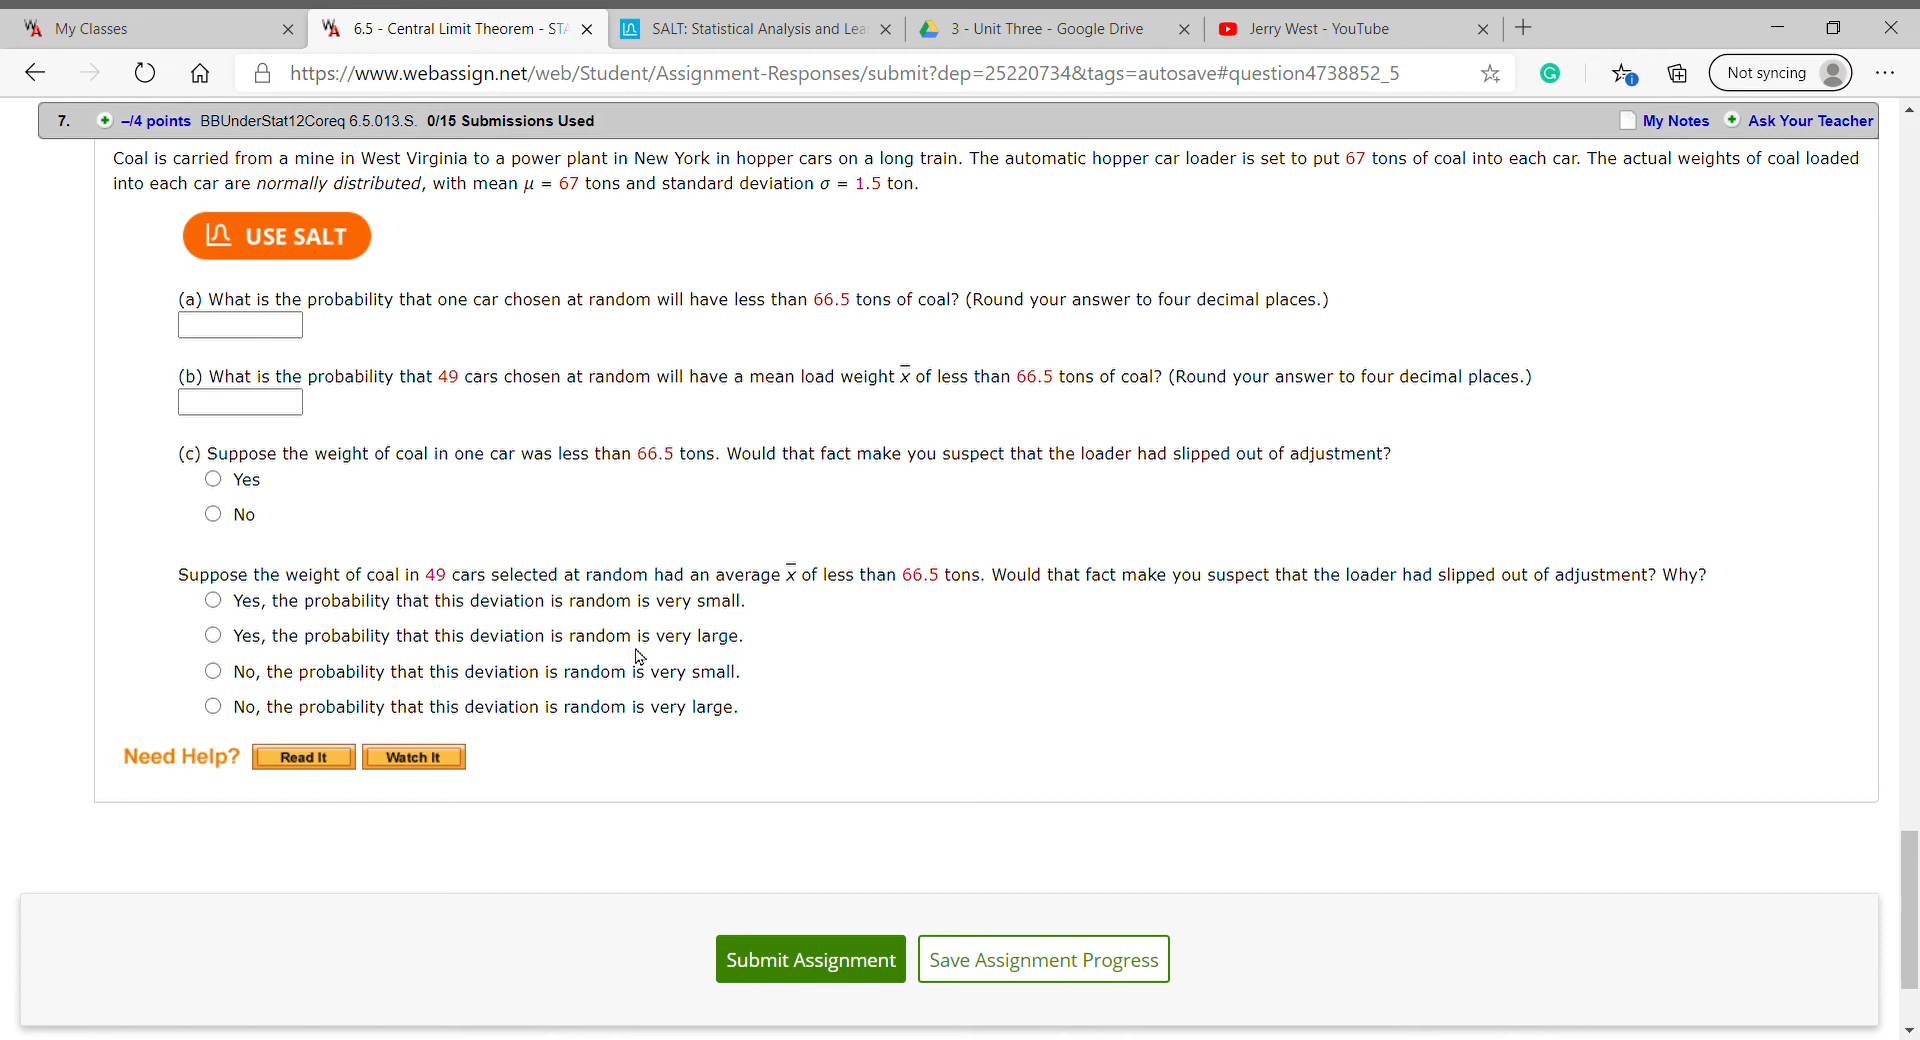 My Classes
6.5 - Central Limit Theorem - STA
SALT: Statistical Analysis and Lea
3 - Unit Three - Google Drive
Jerry West - YouTube
https://www.webassign.net/web/Student/Assignment-Responses/submit?dep=25220734&tags=autosave#question4738852_5
Not syncing
7. –/4 points BBUnderStat12Coreq 6.5.013.S. 0/15 Submissions Used
My Notes
Ask Your Teacher
Coal is carried from a mine in West Virginia to a power plant in New York in hopper cars on a long train. The automatic hopper car loader is set to put 67 tons of coal into each car. The actual weights of coal loaded
into each car are normally distributed, with mean μ = 67 tons and standard deviation σ = 1.5 ton.
USE SALT
(a) What is the probability that one car chosen at random will have less than 66.5 tons of coal? (Round your answer to four decimal places.)
(b) What is the probability that 49 cars chosen at random will have a mean load weight x̅ of less than 66.5 tons of coal? (Round your answer to four decimal places.)
(c) Suppose the weight of coal in one car was less than 66.5 tons. Would that fact make you suspect that the loader had slipped out of adjustment?
Yes
No
Suppose the weight of coal in 49 cars selected at random had an average x̅ of less than 66.5 tons. Would that fact make you suspect that the loader had slipped out of adjustment? Why?
Yes, the probability that this deviation is random is very small.
Yes, the probability that this deviation is random is very large.
No, the probability that this deviation is random is very small.
No, the probability that this deviation is random is very large.
Need Help? Read It Watch It
Submit Assignment
Save Assignment Progress